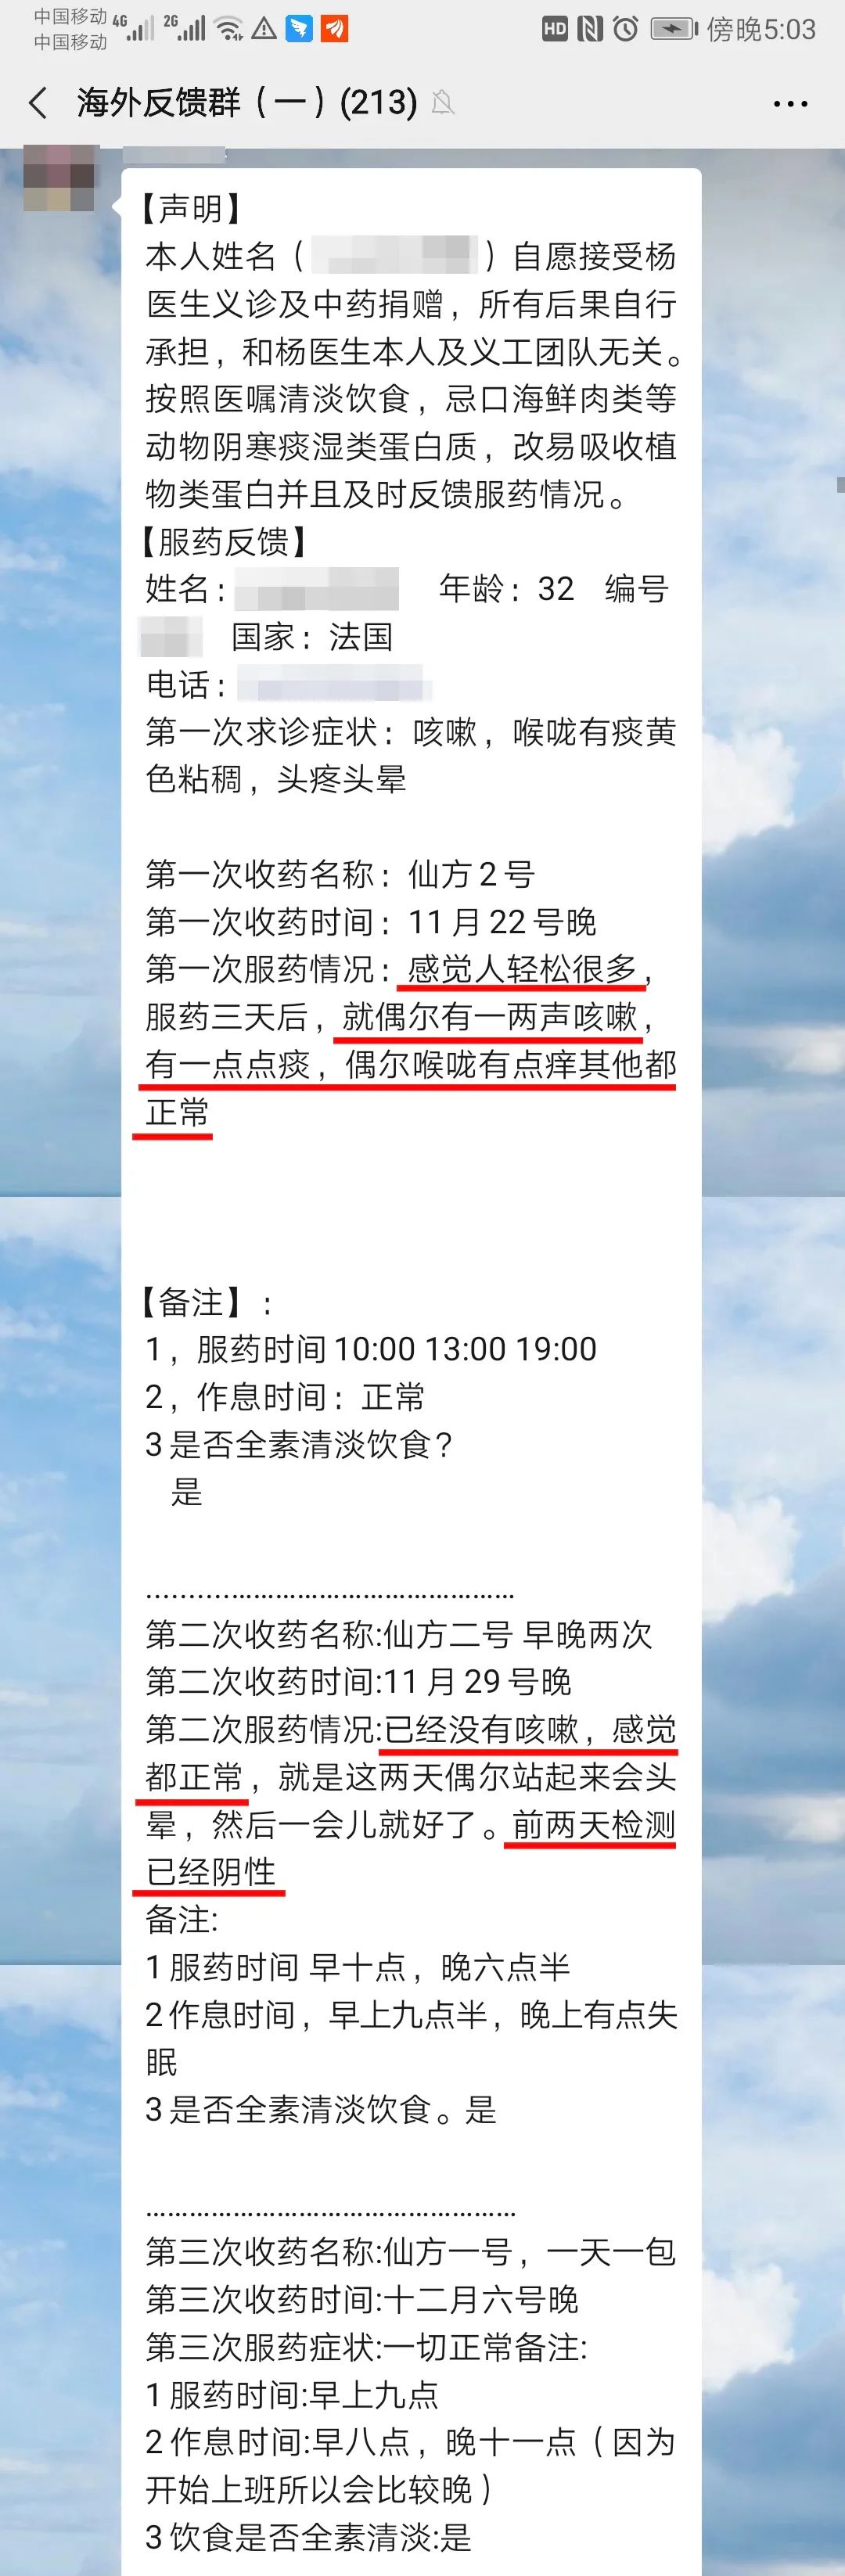 中国移动 4G 2G HD 傍晚5:03
中国移动
海外反馈群（一）(213)
【声明】
本人姓名（ ）自愿接受杨
医生义诊及中药捐赠，所有后果自行
承担，和杨医生本人及义工团队无关。
按照医嘱清淡饮食，忌口海鲜肉类等
动物阴寒痰湿类蛋白质，改易吸收植
物类蛋白并且及时反馈服药情况。
【服药反馈】
姓名： 年龄：32 编号
国家：法国
电话：
第一次求诊症状：咳嗽，喉咙有痰黄
色粘稠，头疼头晕
第一次收药名称：仙方2号
第一次收药时间：11月22号晚
第一次服药情况：感觉人轻松很多，
服药三天后，就偶尔有一两声咳嗽，
有一点点痰，偶尔喉咙有点痒其他都
正常
【备注】:
1，服药时间10:00 13:00 19:00
2，作息时间：正常
3是否全素清淡饮食?
是
………………………………………………
第二次收药名称:仙方二号 早晚两次
第二次收药时间:11月29号晚
第二次服药情况:已经没有咳嗽，感觉
都正常，就是这两天偶尔站起来会头
晕，然后一会儿就好了。前两天检测
已经阴性
备注:
1服药时间 早十点，晚六点半
2作息时间，早上九点半，晚上有点失
眠
3是否全素清淡饮食。是
………………………………………………
第三次收药名称:仙方一号，一天一包
第三次收药时间:十二月六号晚
第三次服药症状:一切正常备注:
1服药时间:早上九点
2作息时间:早八点，晚十一点（因为
开始上班所以会比较晚）
3饮食是否全素清淡:是